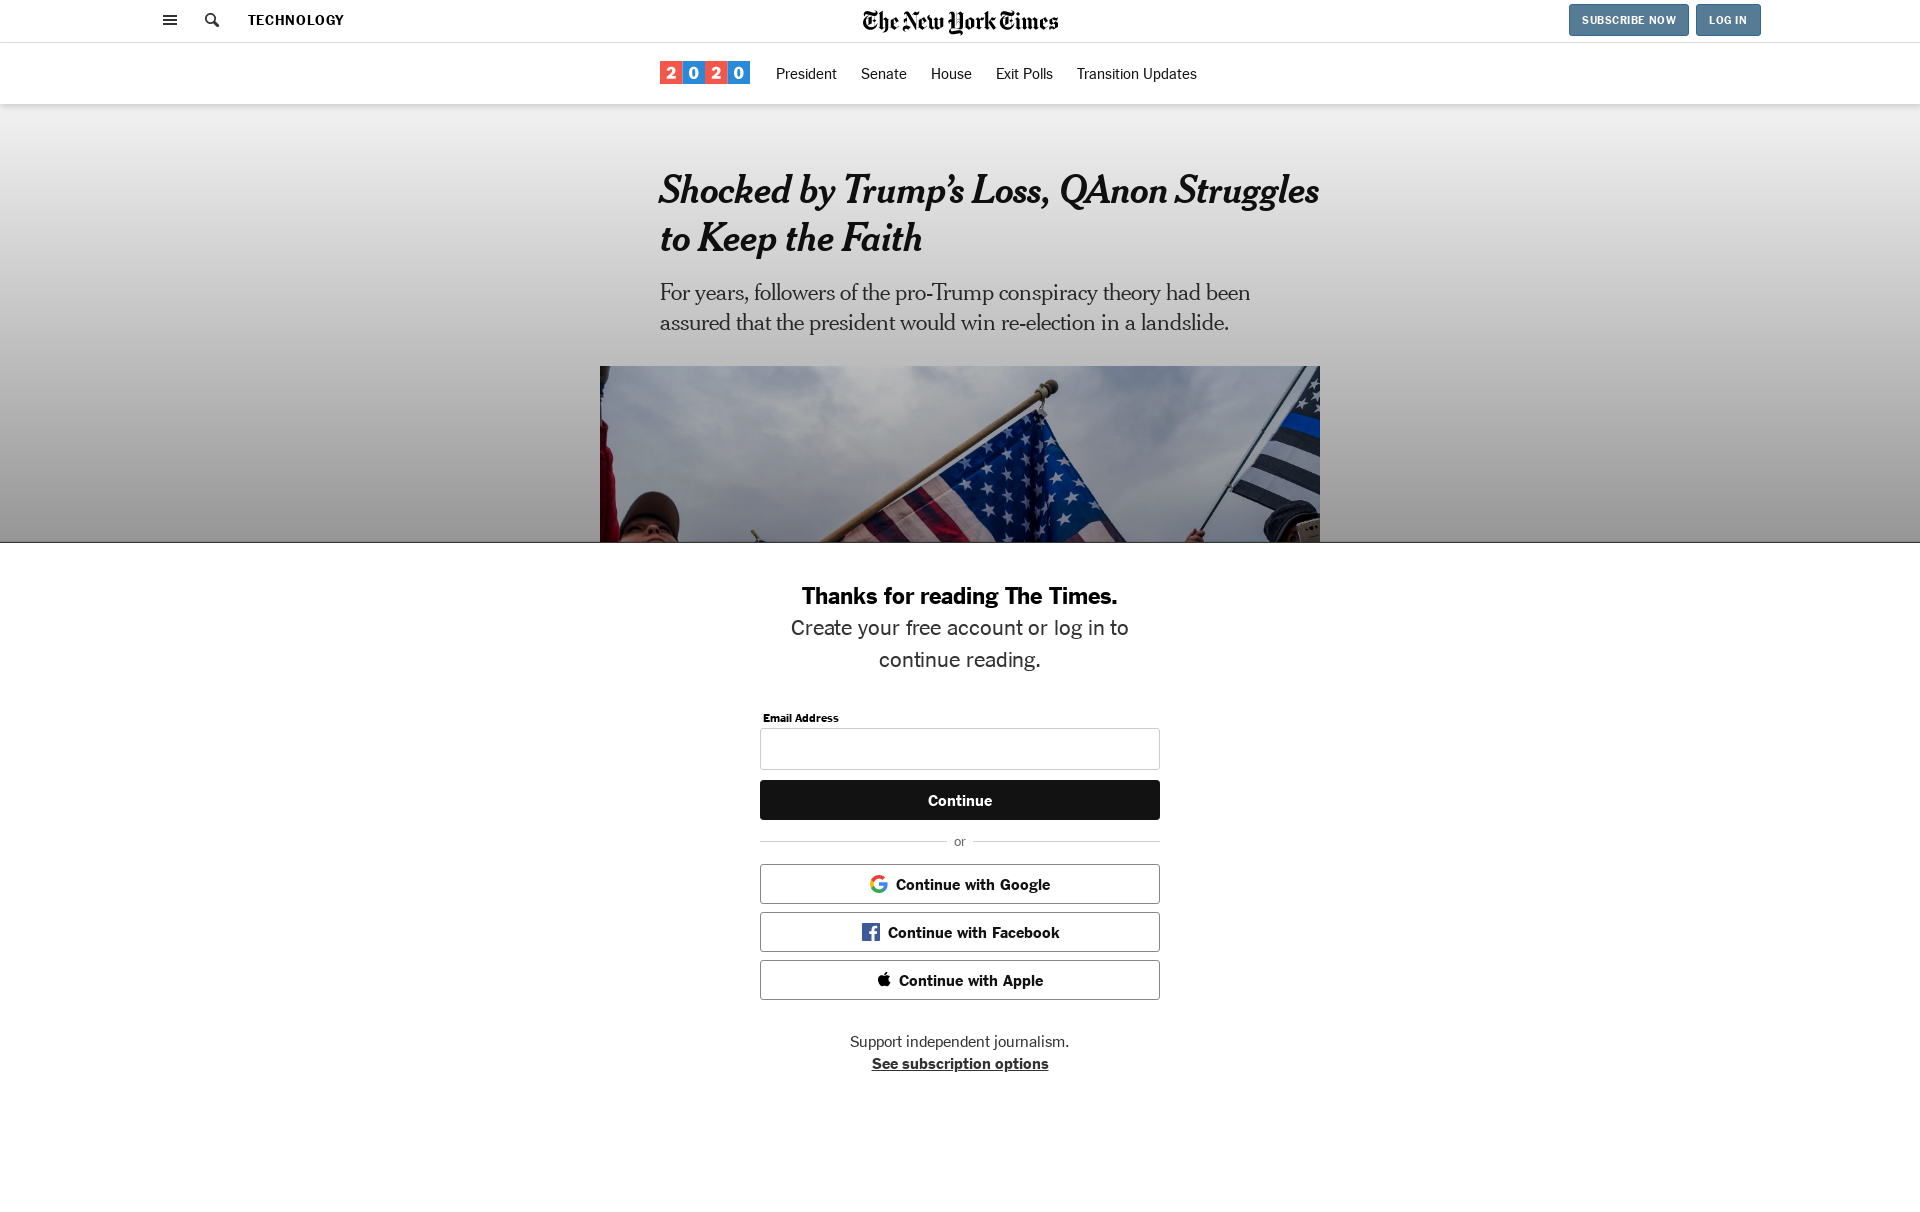 TECHNOLOGY
The New York Times
SUBSCRIBE NOW
LOG IN
2020
President
Senate
House
Exit Polls
Transition Updates
Shocked by Trump’s Loss, QAnon Struggles
to Keep the Faith
For years, followers of the pro-Trump conspiracy theory had been
assured that the president would win re-election in a landslide.
Thanks for reading The Times.
Create your free account or log in to
continue reading.
Email Address
Continue
or
Continue with Google
Continue with Facebook
Continue with Apple
Support independent journalism.
See subscription options